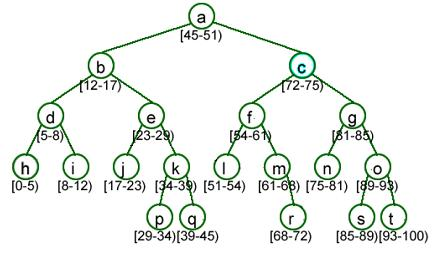 a
[45-51)
b
c
[12-17)
[72-75)
d
e
f
g
[5-8)
[23-29)
[54-61)
[81-85)
h
i
j
k
l
m
n
o
[0-5)
[8-12)
[17-23)
[34-39)
[51-54)
[61-68)
[75-81)
[89-93)
p
q
r
s
t
[29-34)
[39-45)
[68-72)
[85-89)
[93-100)